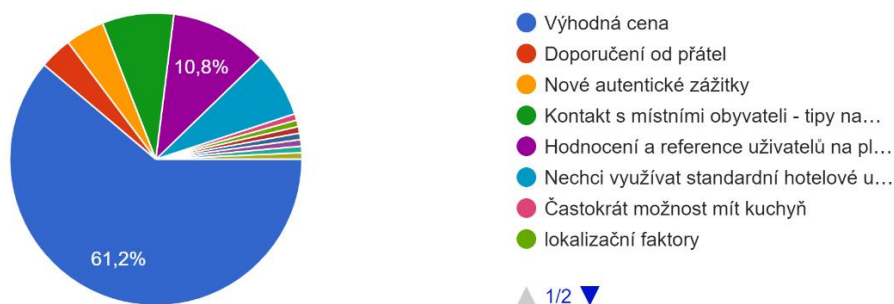 10,8%
61,2%
Výhodná cena
Doporučení od přátel
Nové autentické zážitky
Kontakt s místními obyvateli - tipy na…
Hodnocení a reference uživatelů na pl…
Nechci využívat standardní hotelové u…
Častokrát možnost mít kuchyň
lokalizační faktory
1/2